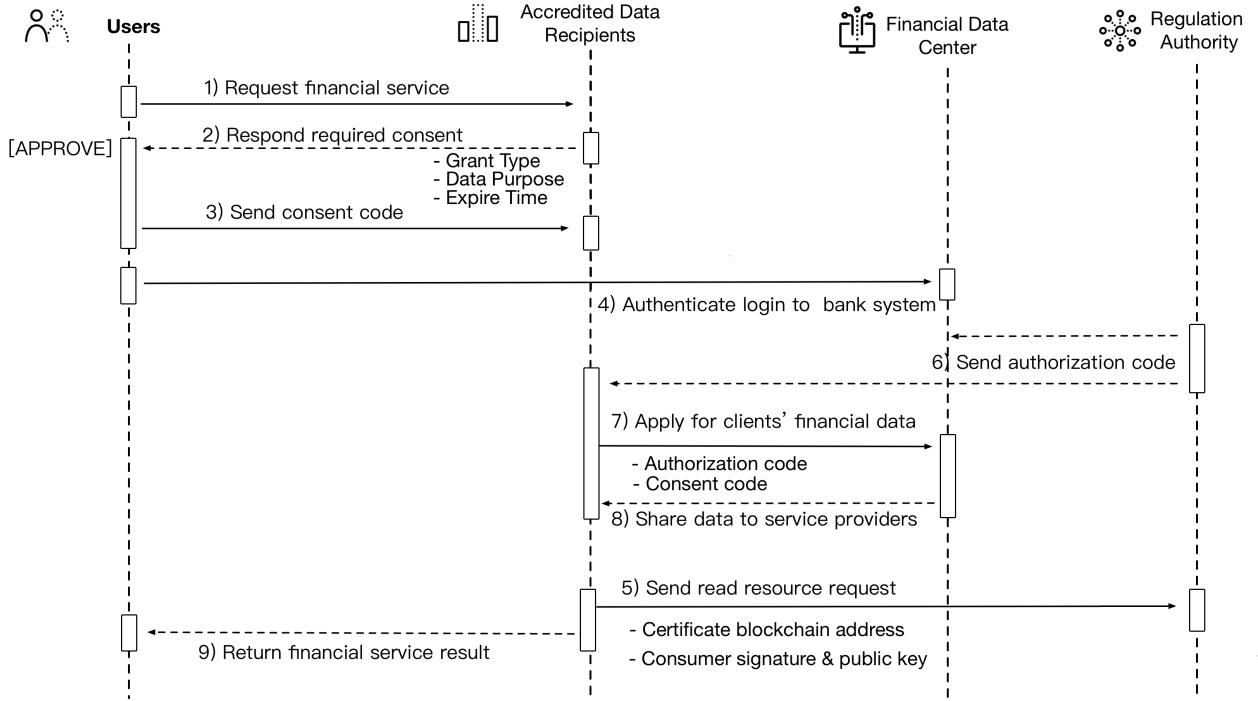 Users
Accredited Data
Recipients
Financial Data
Center
Regulation
Authority
1) Request financial service
2) Respond required consent
[APPROVE]
- Grant Type
- Data Purpose
- Expire Time
3) Send consent code
4) Authenticate login to bank system
6) Send authorization code
7) Apply for clients’ financial data
- Authorization code
- Consent code
8) Share data to service providers
5) Send read resource request
- Certificate blockchain address
9) Return financial service result
- Consumer signature & public key